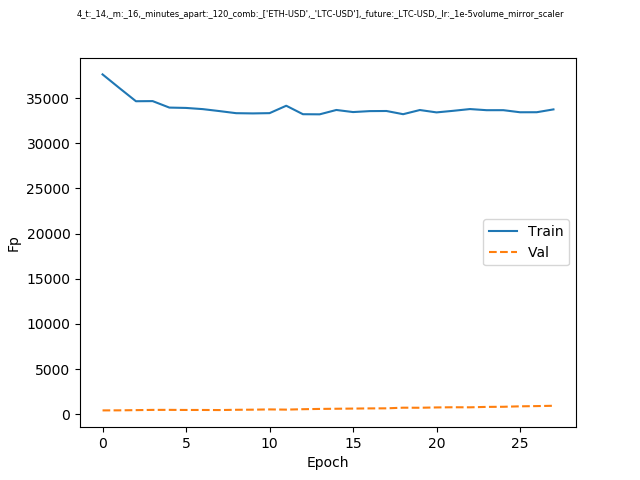 4_t:_14,_m:_16,_minutes_apart:_120_comb:_['ETH-USD',_'LTC-USD'],_future:_LTC-USD,_lr:_1e-5volume_mirror_scaler
35000
30000
25000
20000
15000
10000
5000
0
Fp
Train
Val
0 5 10 15 20 25
Epoch